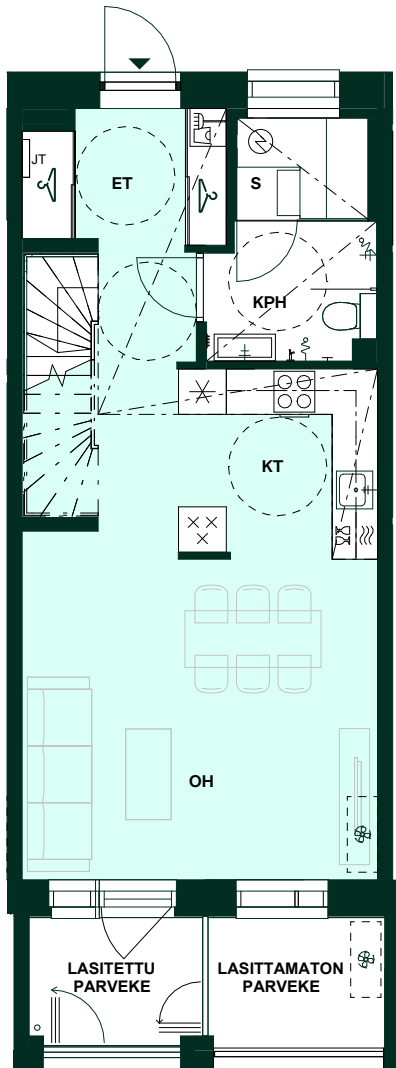 JT
ET
S
KPH
KT
OH
LASITETTU
PARVEKE
LASITTAMATON
PARVEKE